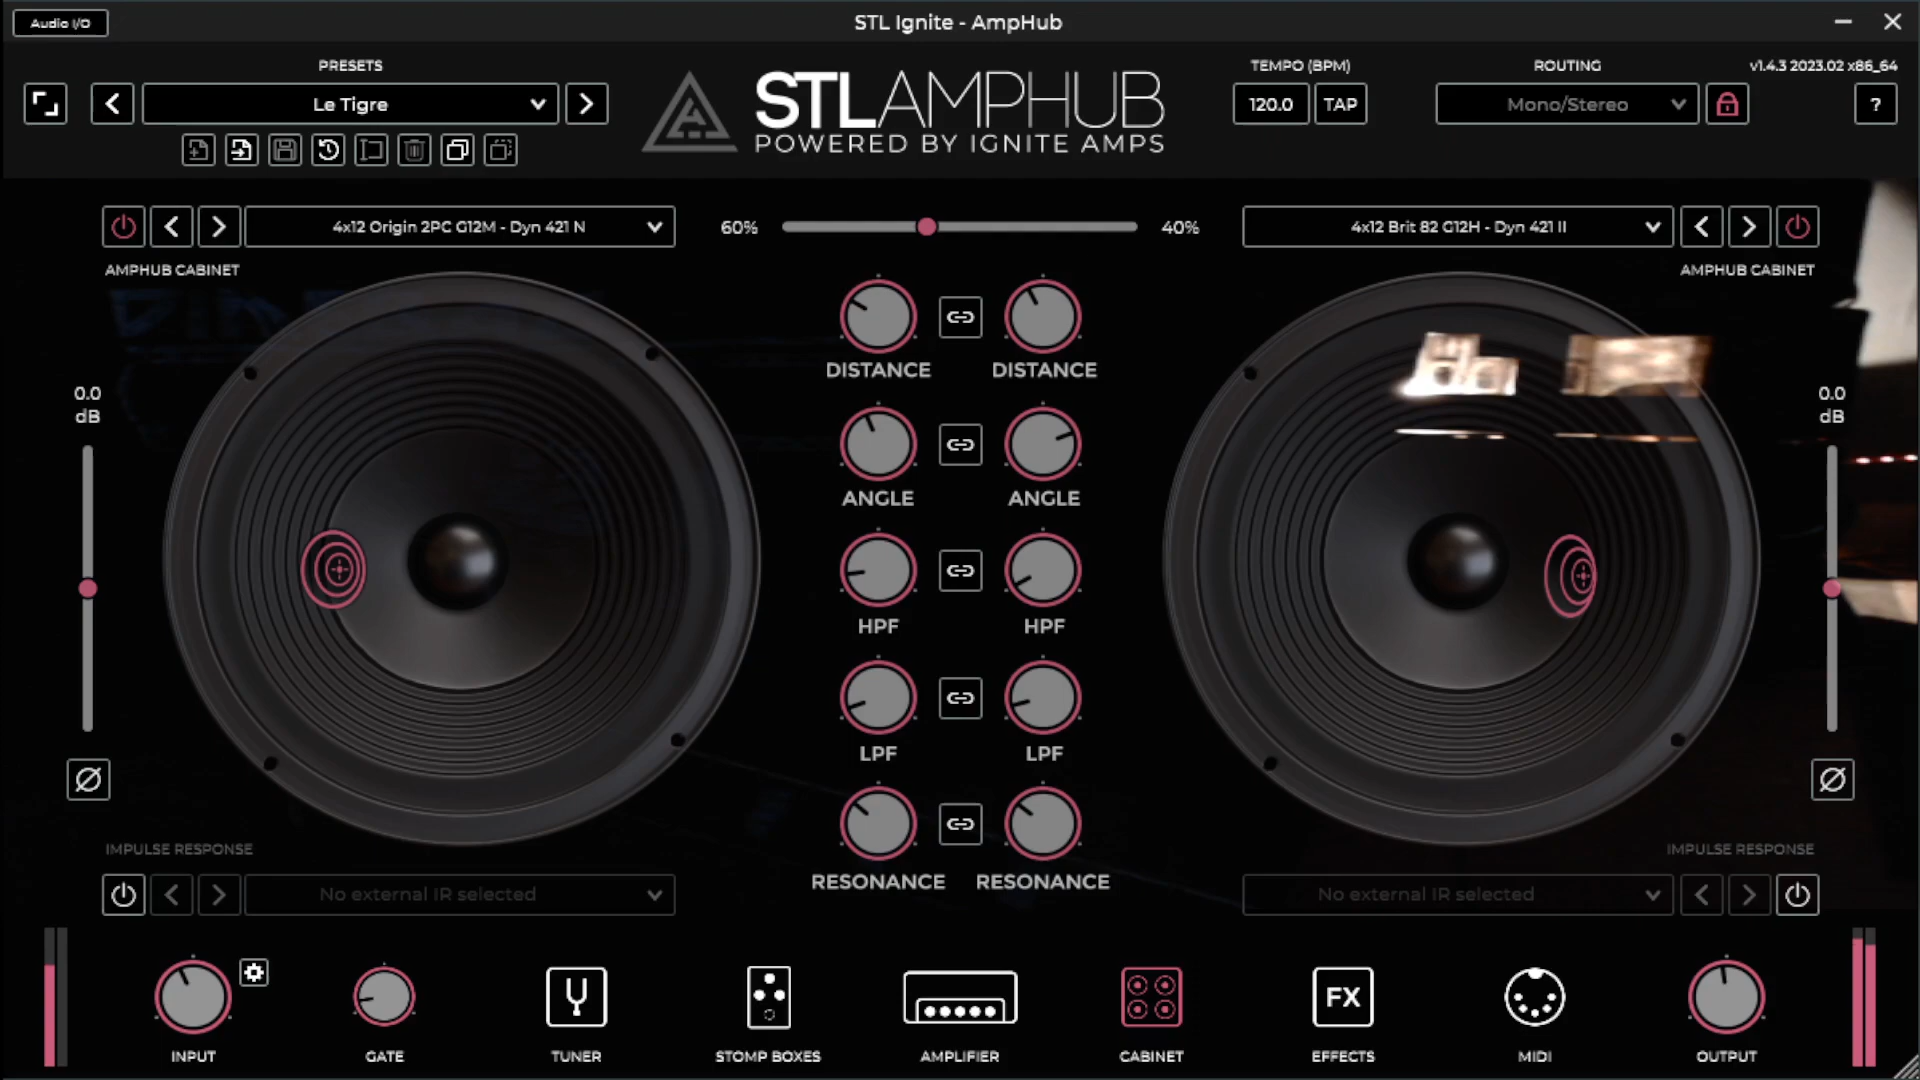 Audio I/O
STL Ignite - AmpHub
PRESETS
Le Tigre
STLAMPHUB
POWERED BY IGNITE AMPS
TEMPO (BPM)
120.0
TAP
ROUTING
Mono/Stereo
v1.4.3 2023.02 x86_64
?
4x12 Origin 2PC G12M - Dyn 421 N
60%
40%
4x12 Brit 82 G12H - Dyn 421 II
AMPHUB CABINET
AMPHUB CABINET
DISTANCE
DISTANCE
0.0
dB
0.0
dB
ANGLE
ANGLE
HPF
HPF
LPF
LPF
RESONANCE
RESONANCE
IMPULSE RESPONSE
IMPULSE RESPONSE
No external IR selected
No external IR selected
FX
INPUT
GATE
TUNER
STOMP BOXES
AMPLIFIER
CABINET
EFFECTS
MIDI
OUTPUT